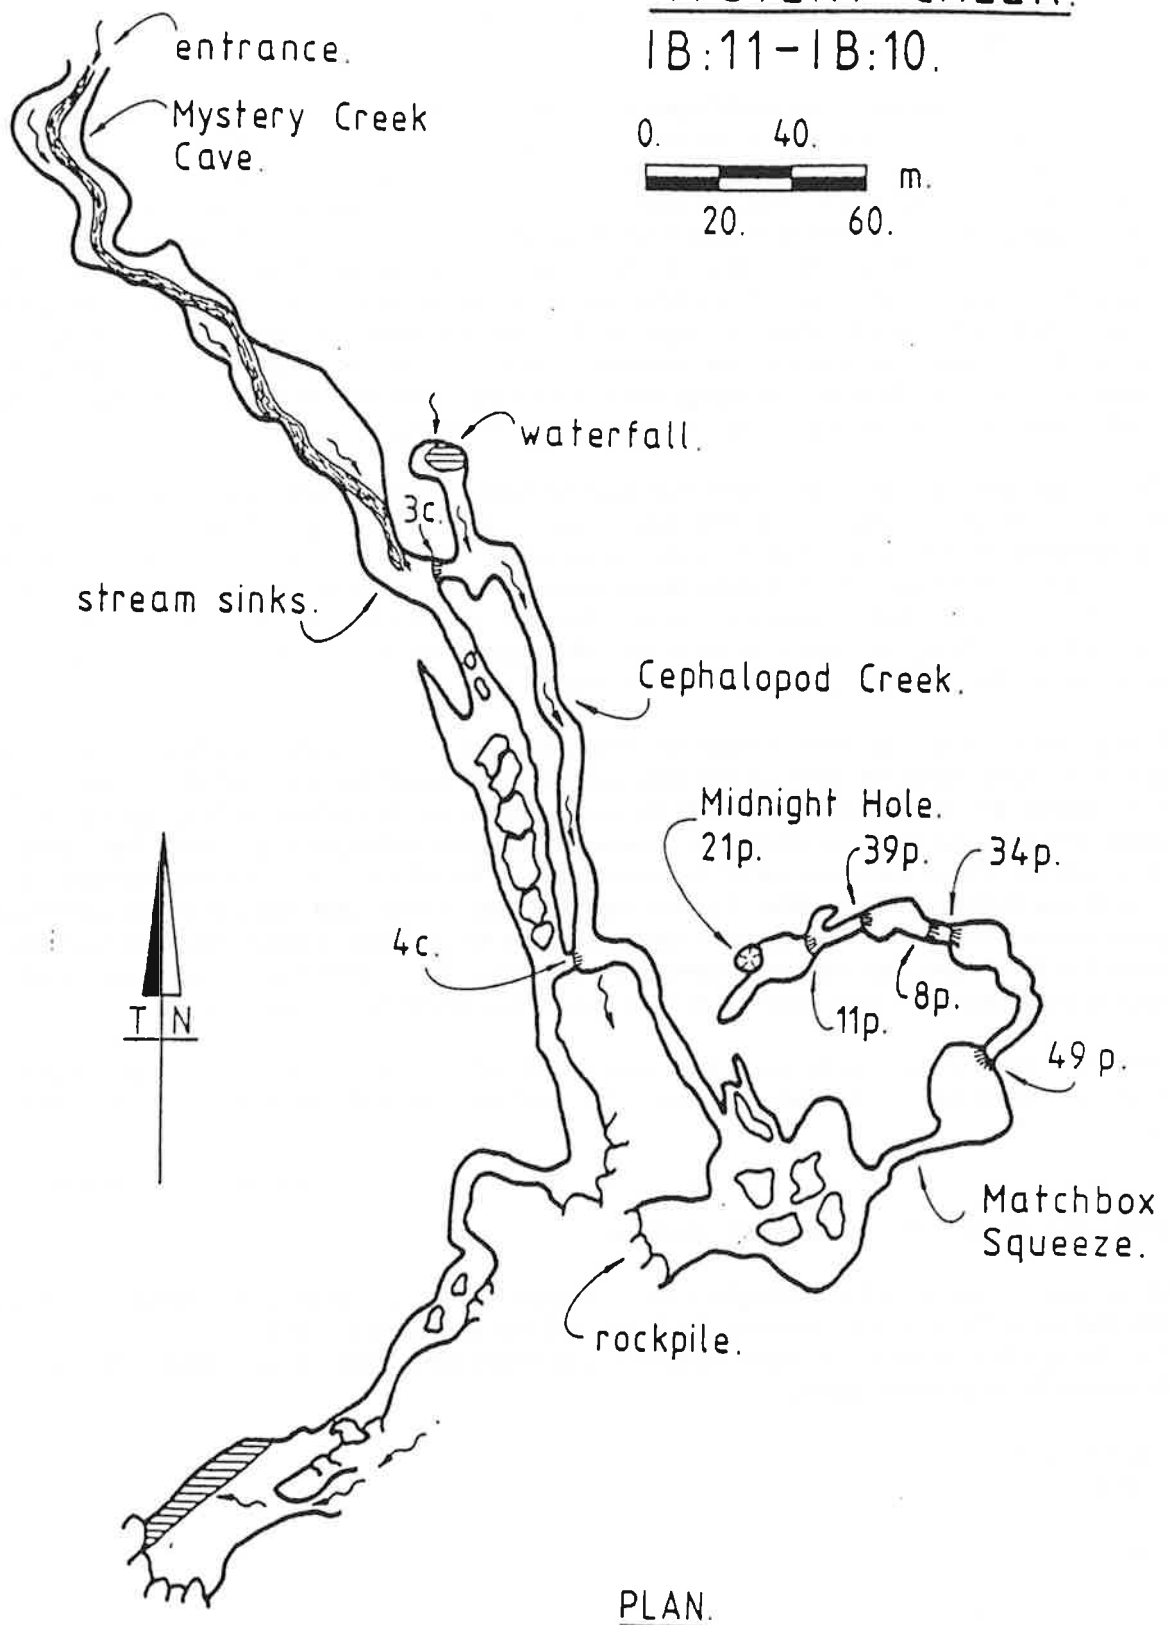 IB:11-IB:10.
0. 40.
m.
20. 60.
entrance.
Mystery Creek
Cave.
waterfall.
3c.
stream sinks.
Cephalopod Creek.
Midnight Hole.
21p.
39p.
34p.
4c.
8p.
11p.
49 p.
T N
Matchbox
Squeeze.
rockpile.
PLAN.